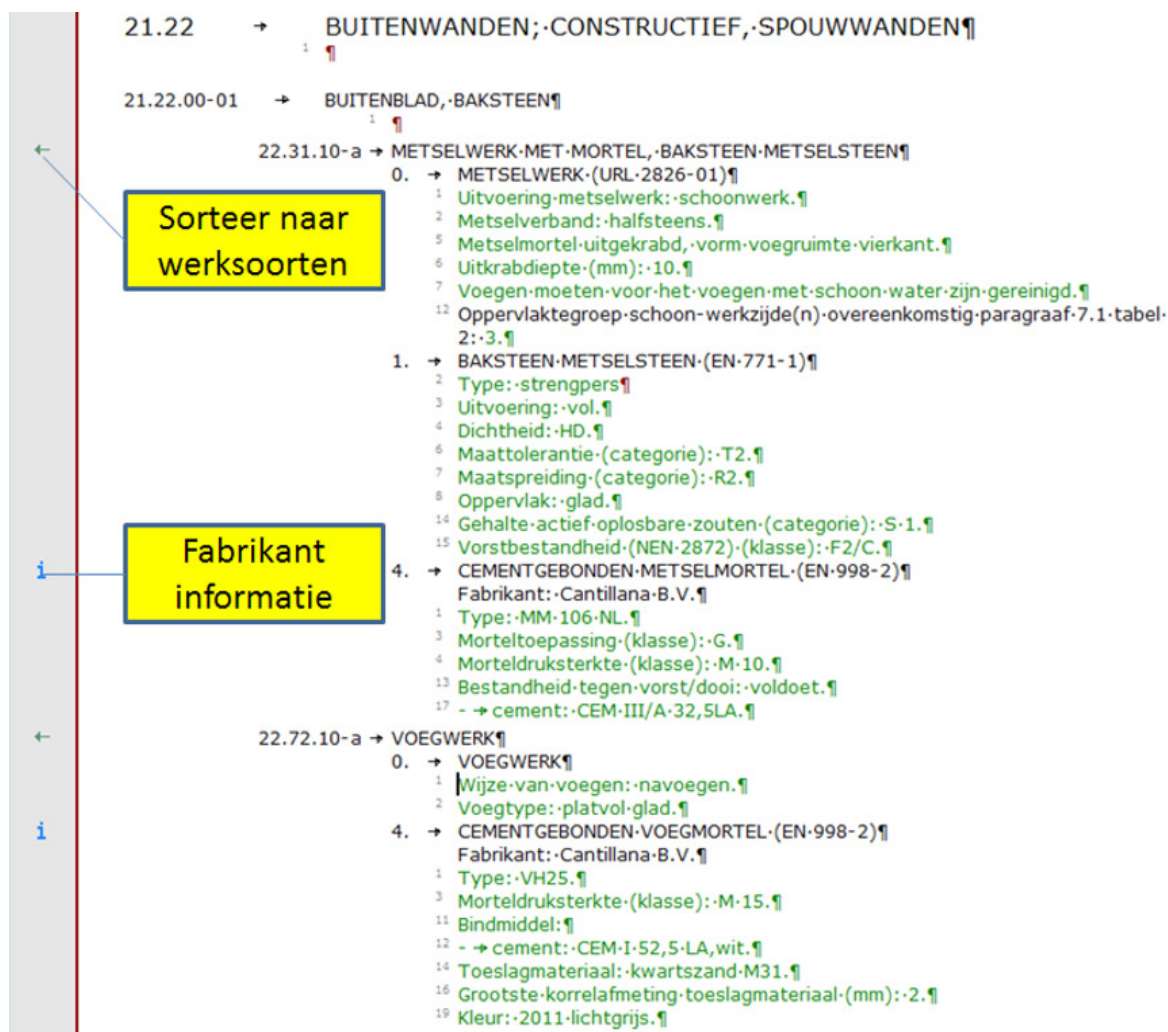 21.22 → BUITENWANDEN;·CONSTRUCTIEF,·SPOUWWANDEN¶
1 ¶
21.22.00-01 → BUITENBLAD,·BAKSTEEN¶
1 ¶
← 22.31.10-a → METSELWERK·MET·MORTEL,·BAKSTEEN·METSELSTEEN¶
0. → METSELWERK·(URL·2826-01)¶
1 Uitvoering·metselwerk:·schoonwerk.¶
2 Metselverband:·halfsteens.¶
5 Metselmortel·uitgekrabd,·vorm·voegruimte·vierkant.¶
6 Uitkrabdiepte·(mm):·10.¶
7 Voegen·moeten·voor·het·voegen·met·schoon·water·zijn·gereinigd.¶
12 Oppervlaktegroep·schoon-werkzijde(n)·overeenkomstig·paragraaf·7.1·tabel·
2:·3.¶
Sorteer naar
werksoorten
1. → BAKSTEEN·METSELSTEEN·(EN·771-1)¶
2 Type:·strengpers¶
3 Uitvoering:·vol.¶
4 Dichtheid:·HD.¶
6 Maattolerantie·(categorie):·T2.¶
7 Maatspreiding·(categorie):·R2.¶
8 Oppervlak:·glad.¶
14 Gehalte·actief·oplosbare·zouten·(categorie):·S·1.¶
15 Vorstbestandheid·(NEN·2872)·(klasse):·F2/C.¶
Fabrikant
informatie
i 4. → CEMENTGEBONDEN·METSELMORTEL·(EN·998-2)¶
Fabrikant:·Cantillana·B.V.¶
1 Type:·MM·106·NL.¶
3 Morteltoepassing·(klasse):·G.¶
4 Morteldruksterkte·(klasse):·M·10.¶
13 Bestandheid·tegen·vorst/dooi:·voldoet.¶
17 -→cement:·CEM·III/A·32,5LA.¶
← 22.72.10-a → VOEGWERK¶
0. → VOEGWERK¶
1 Wijze·van·voegen:·navoegen.¶
2 Voegtype:·platvol·glad.¶
i 4. → CEMENTGEBONDEN·VOEGMORTEL·(EN·998-2)¶
Fabrikant:·Cantillana·B.V.¶
1 Type:·VH25.¶
3 Morteldruksterkte·(klasse):·M·15.¶
11 Bindmiddel:¶
12 -→cement:·CEM·I·52,5·LA,wit.¶
14 Toeslagmateriaal:·kwartszand·M31.¶
16 Grootste·korrelafmeting·toeslagmateriaal·(mm):·2.¶
19 Kleur:·2011·lichtgrijs.¶